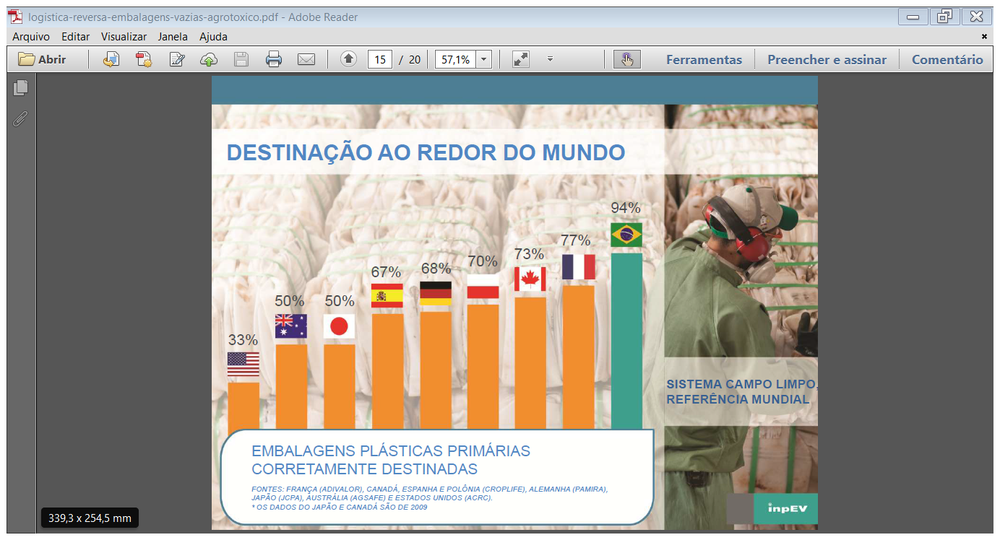 logistica-reversa-embalagens-vazias-agrotoxico.pdf - Adobe Reader
Arquivo Editar Visualizar Janela Ajuda
Abrir 15 / 20 57,1% Ferramentas Preencher e assinar Comentário
DESTINAÇÃO AO REDOR DO MUNDO
33%
50%
50%
67%
68%
70%
73%
77%
94%
SISTEMA CAMPO LIMPO,
REFERÊNCIA MUNDIAL
EMBALAGENS PLÁSTICAS PRIMÁRIAS
CORRETAMENTE DESTINADAS
FONTES: FRANÇA (ADIVALOR), CANADÁ, ESPANHA E POLÔNIA (CROPLIFE), ALEMANHA (PAMIRA),
JAPÃO (JCPA), AUSTRÁLIA (AGSAFE) E ESTADOS UNIDOS (ACRC).
* OS DADOS DO JAPÃO E CANADÁ SÃO DE 2009
inpEV
339,3 x 254,5 mm